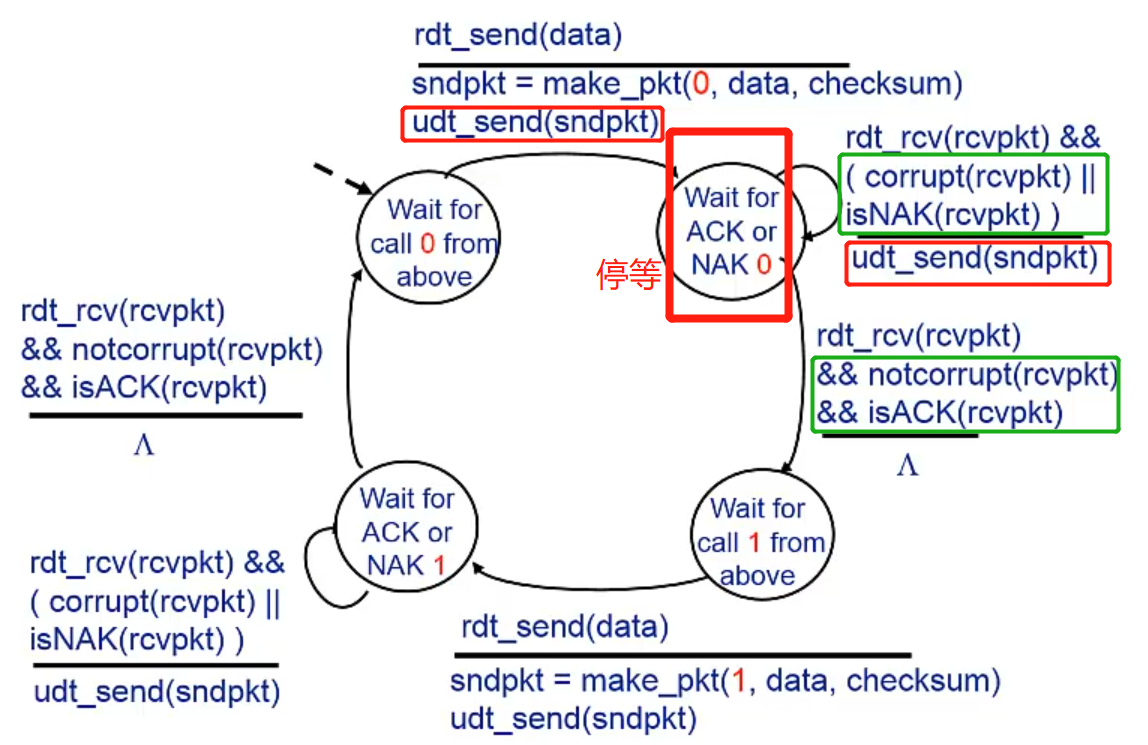 rdt_send(data)
sndpkt = make_pkt(0, data, checksum)
udt_send(sndpkt)
rdt_rcv(rcvpkt) &&
( corrupt(rcvpkt) ||
isNAK(rcvpkt) )
udt_send(sndpkt)
Wait for
call 0 from
above
Wait for
ACK or
NAK 0
停等
rdt_rcv(rcvpkt)
&& notcorrupt(rcvpkt)
&& isACK(rcvpkt)
Λ
rdt_rcv(rcvpkt)
&& notcorrupt(rcvpkt)
&& isACK(rcvpkt)
Λ
Wait for
ACK or
NAK 1
Wait for
call 1 from
above
rdt_rcv(rcvpkt) &&
( corrupt(rcvpkt) ||
isNAK(rcvpkt) )
udt_send(sndpkt)
rdt_send(data)
sndpkt = make_pkt(1, data, checksum)
udt_send(sndpkt)